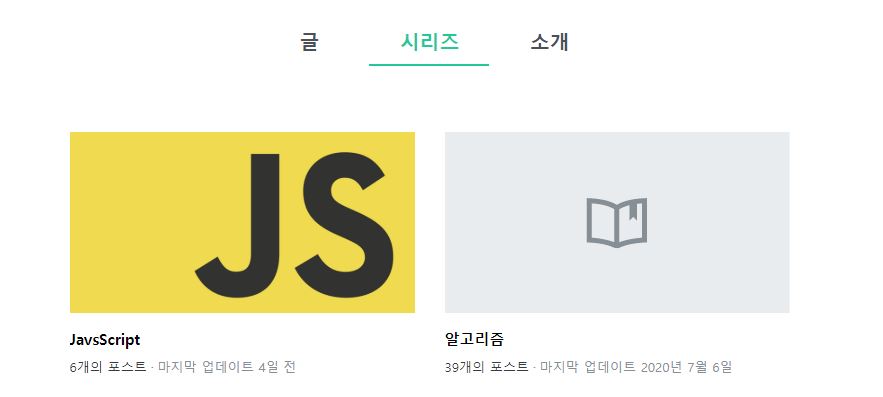 글 시리즈 소개
JS
JavsScript
6개의 포스트 · 마지막 업데이트 4일 전
알고리즘
39개의 포스트 · 마지막 업데이트 2020년 7월 6일